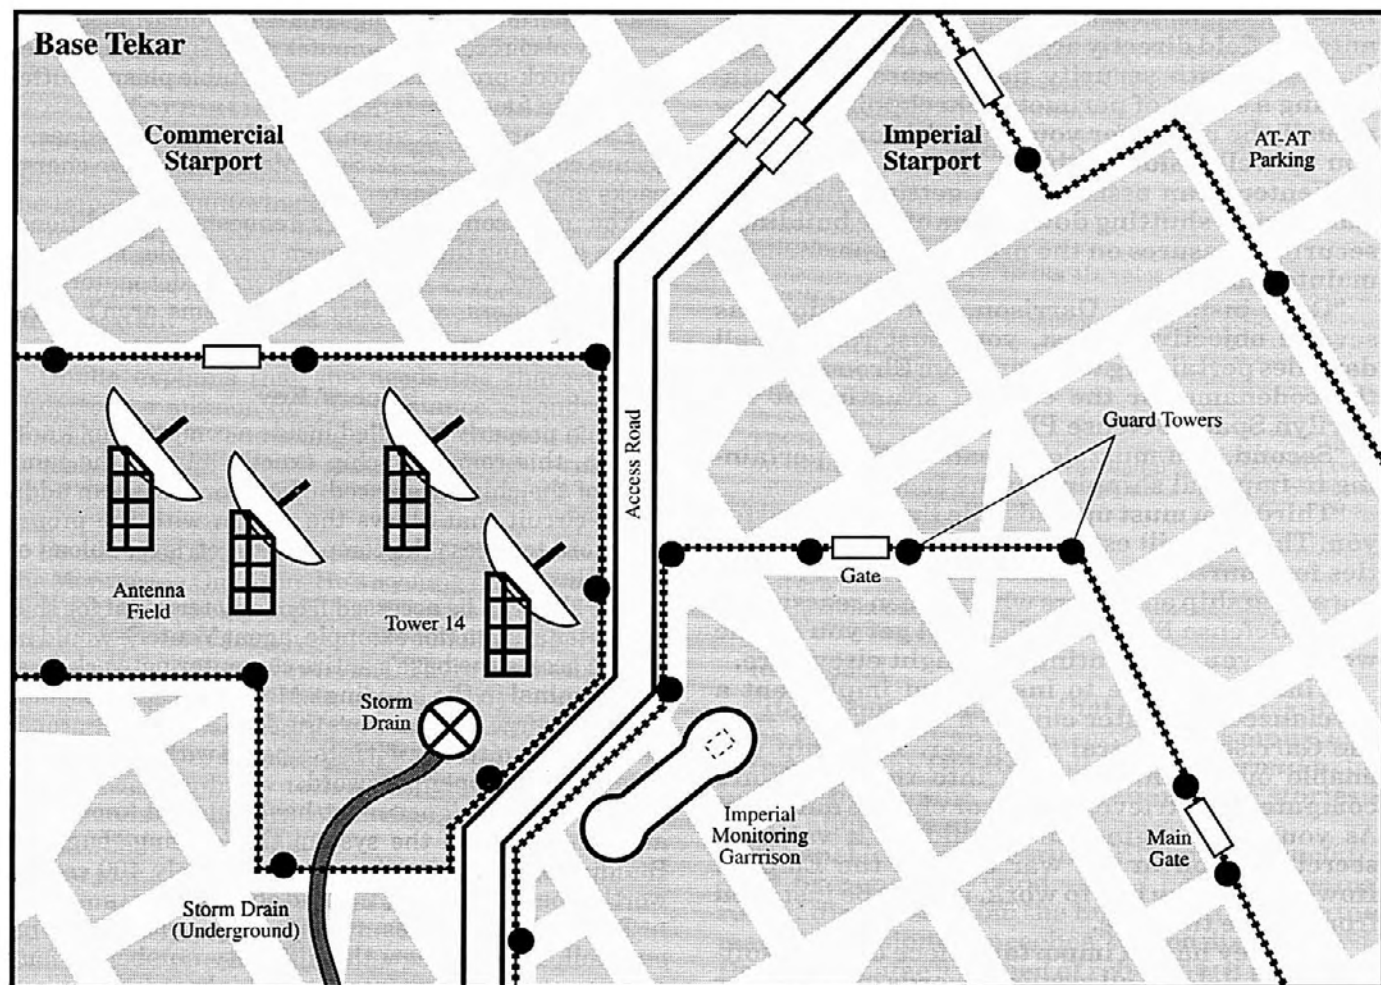 Base Tekar
Commercial
Starport
Imperial
Starport
AT-AT
Parking
Access Road
Guard Towers
Gate
Antenna
Field
Tower 14
Storm
Drain
Imperial
Monitoring
Garrrison
Main
Gate
Storm Drain
(Underground)